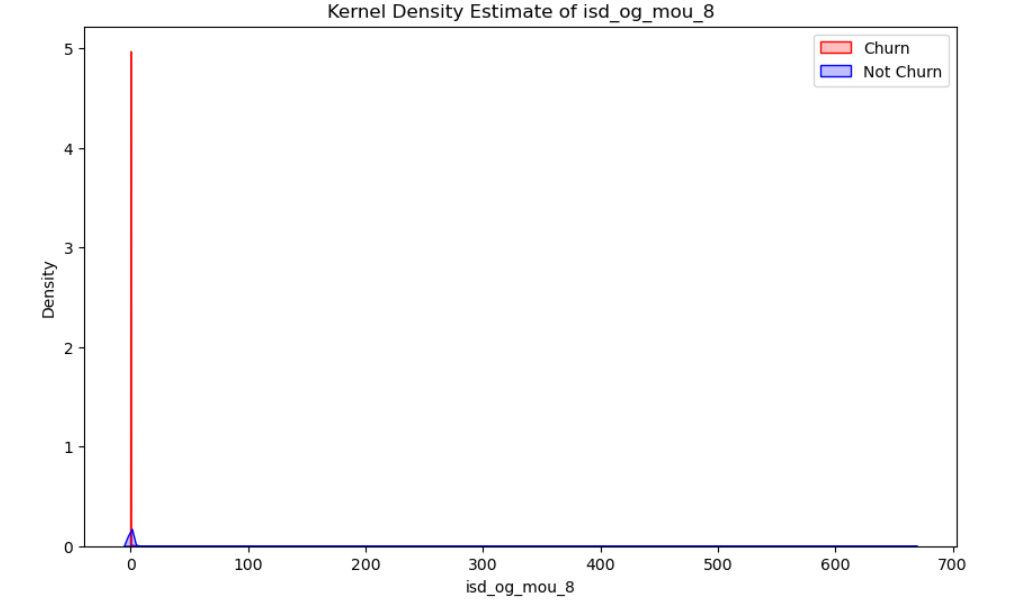 Kernel Density Estimate of isd_og_mou_8
Churn
Not Churn
5
4
3
2
1
0
Density
0 100 200 300 400 500 600 700
isd_og_mou_8